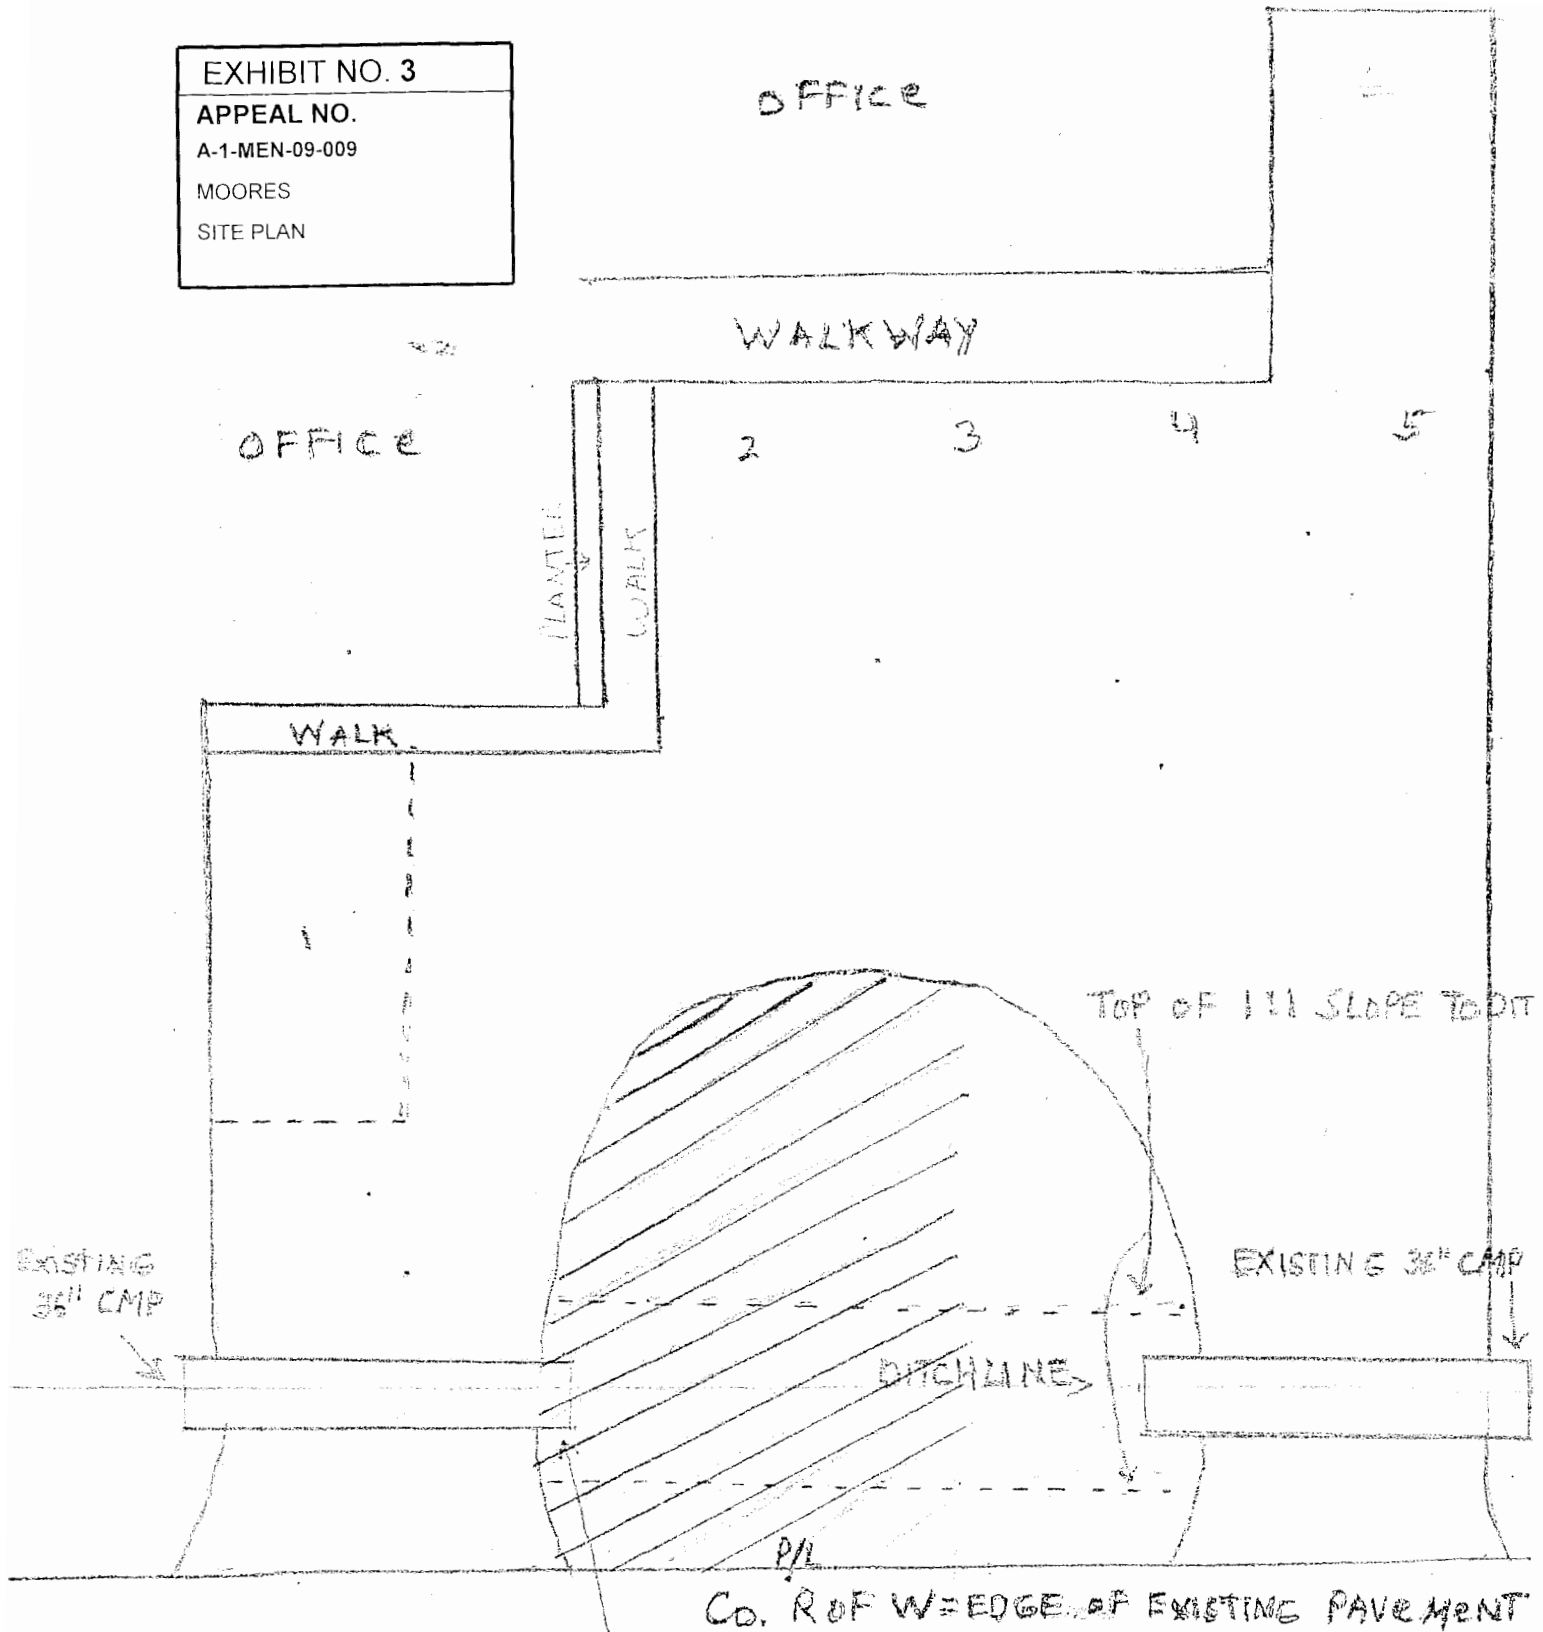 EXHIBIT NO. 3
APPEAL NO.
A-1-MEN-09-009
MOORES
SITE PLAN
OFFICE
WALKWAY
OFFICE
2
3
4
5
PLANTER
WALK
WALK
1
TOP OF 1:1 SLOPE TO DIT
EXISTING
36" CMP
EXISTING 36" CMP
DITCHLINE
P/L
CO. R OF W = EDGE OF EXISTING PAVEMENT